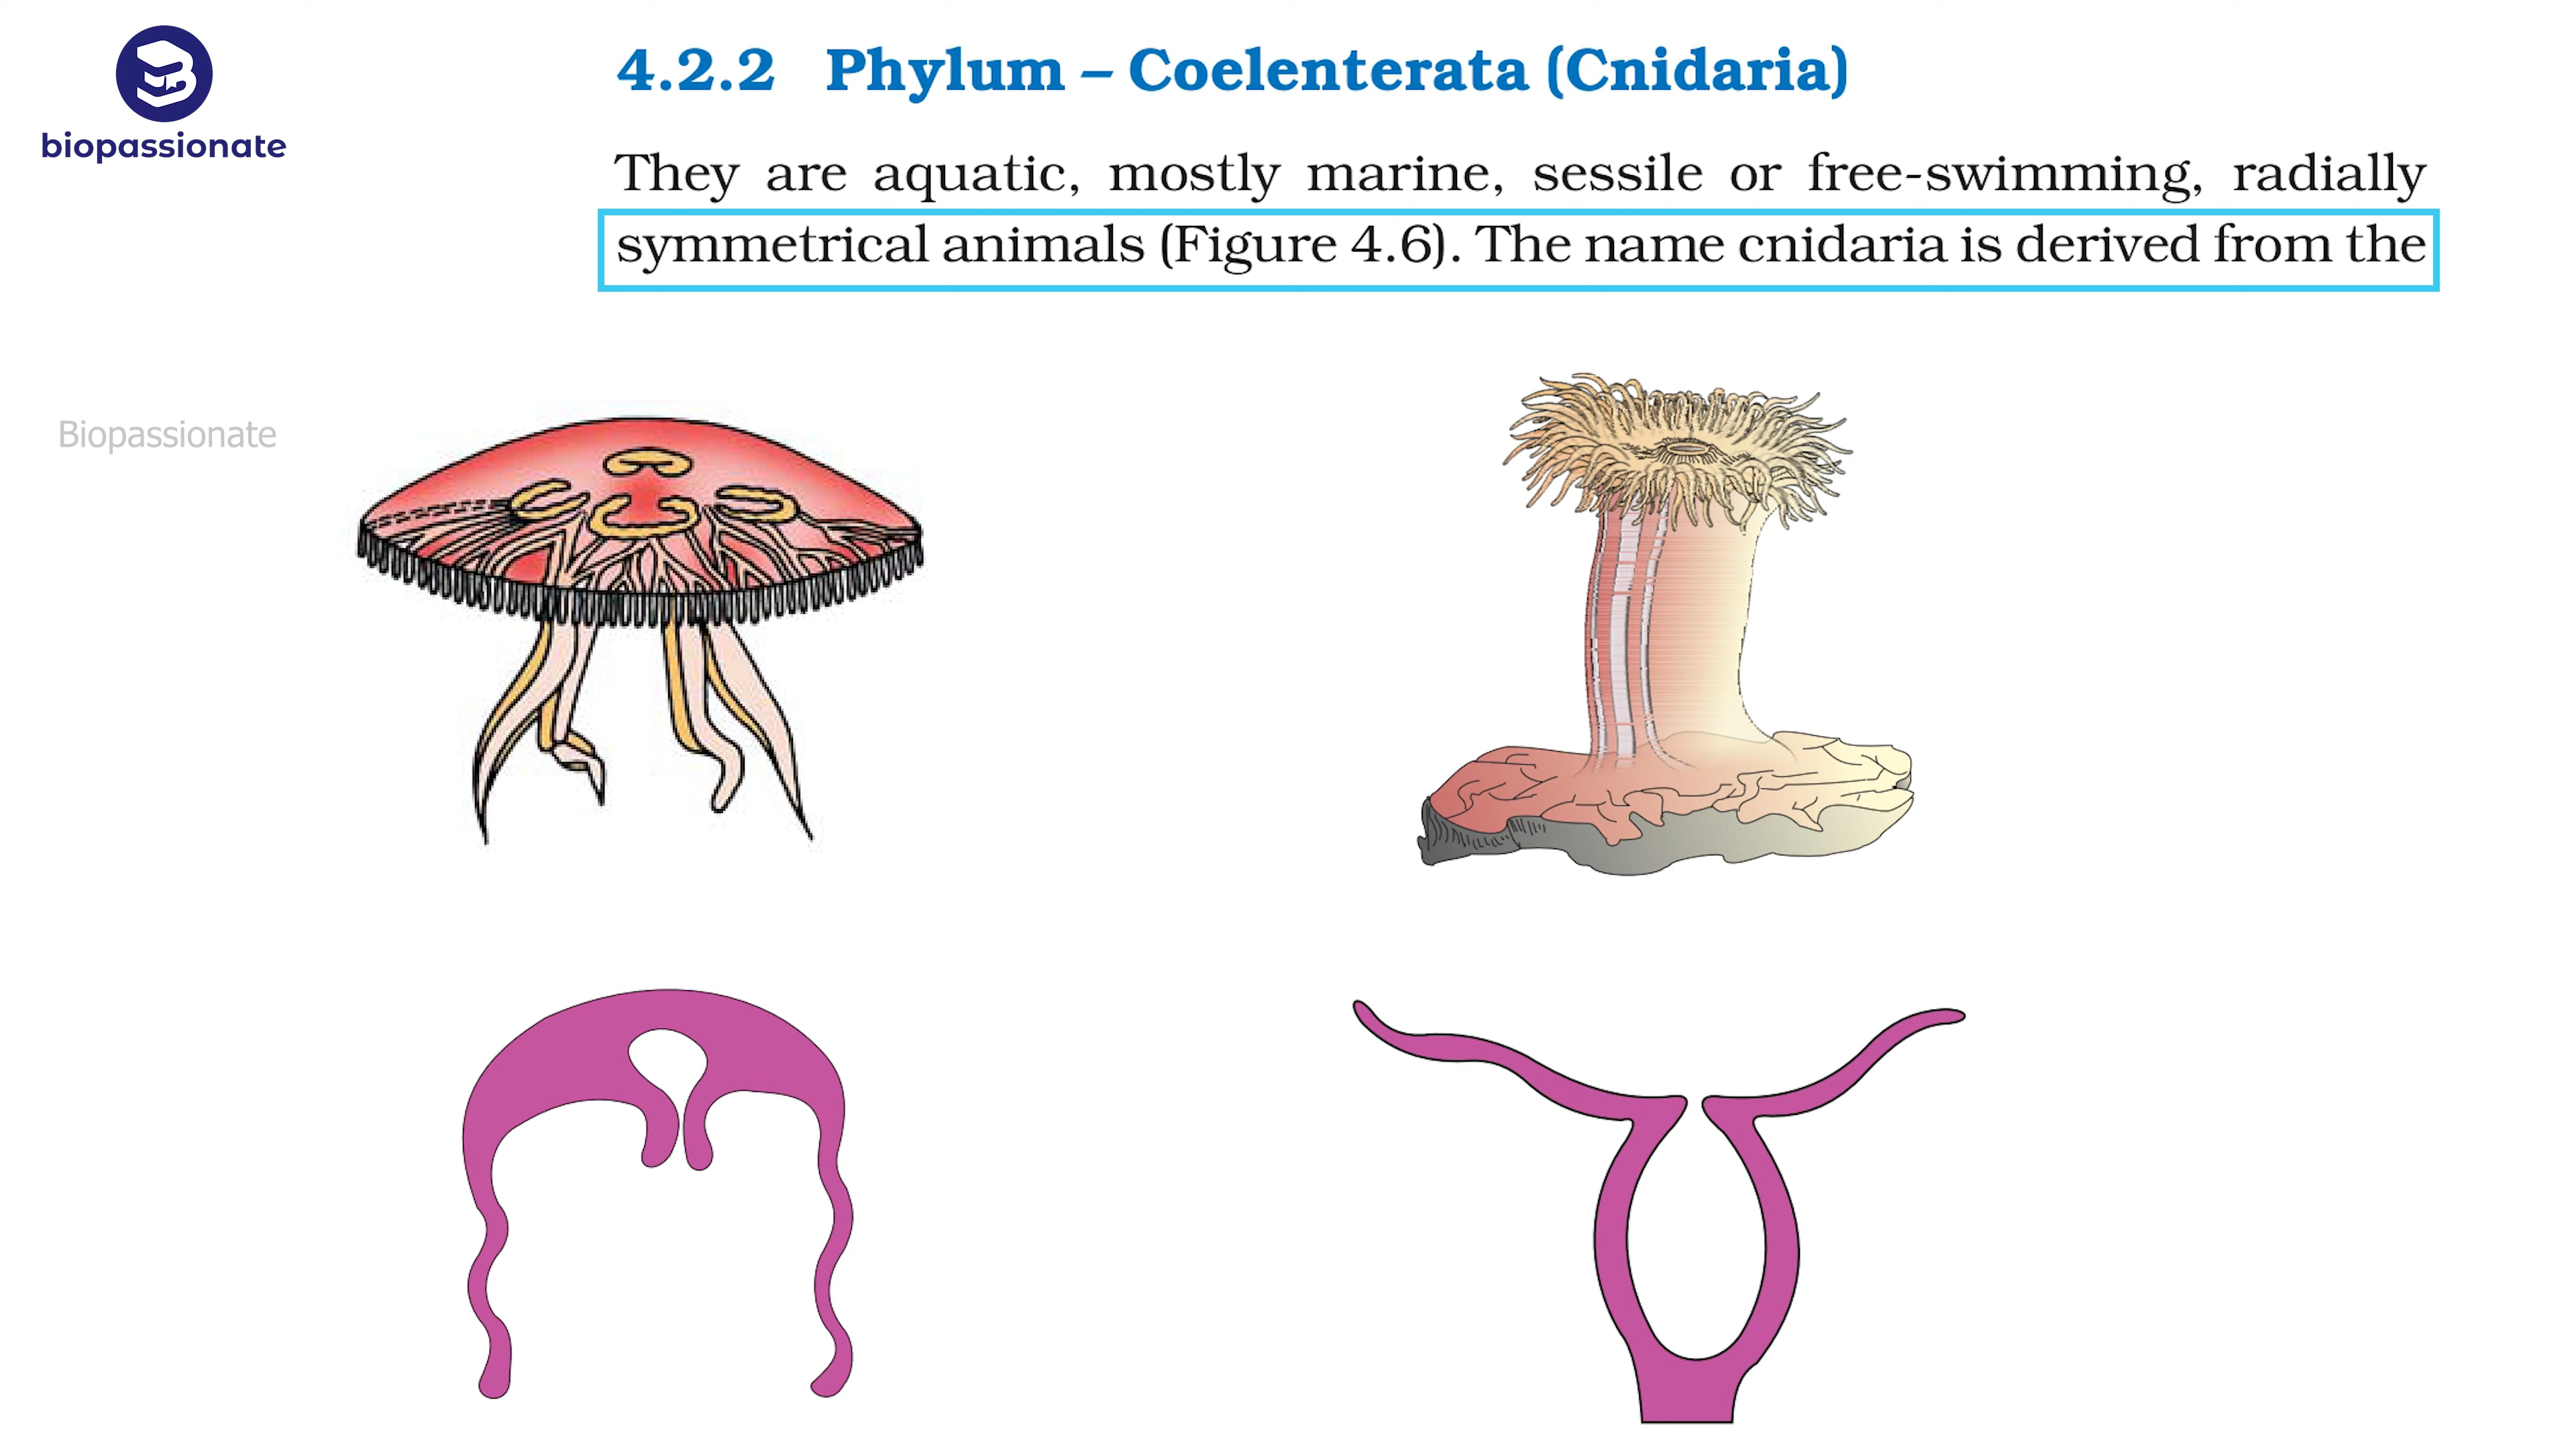 biopassionate
4.2.2 Phylum – Coelenterata (Cnidaria)
They are aquatic, mostly marine, sessile or free-swimming, radially
symmetrical animals (Figure 4.6). The name cnidaria is derived from the
Biopassionate